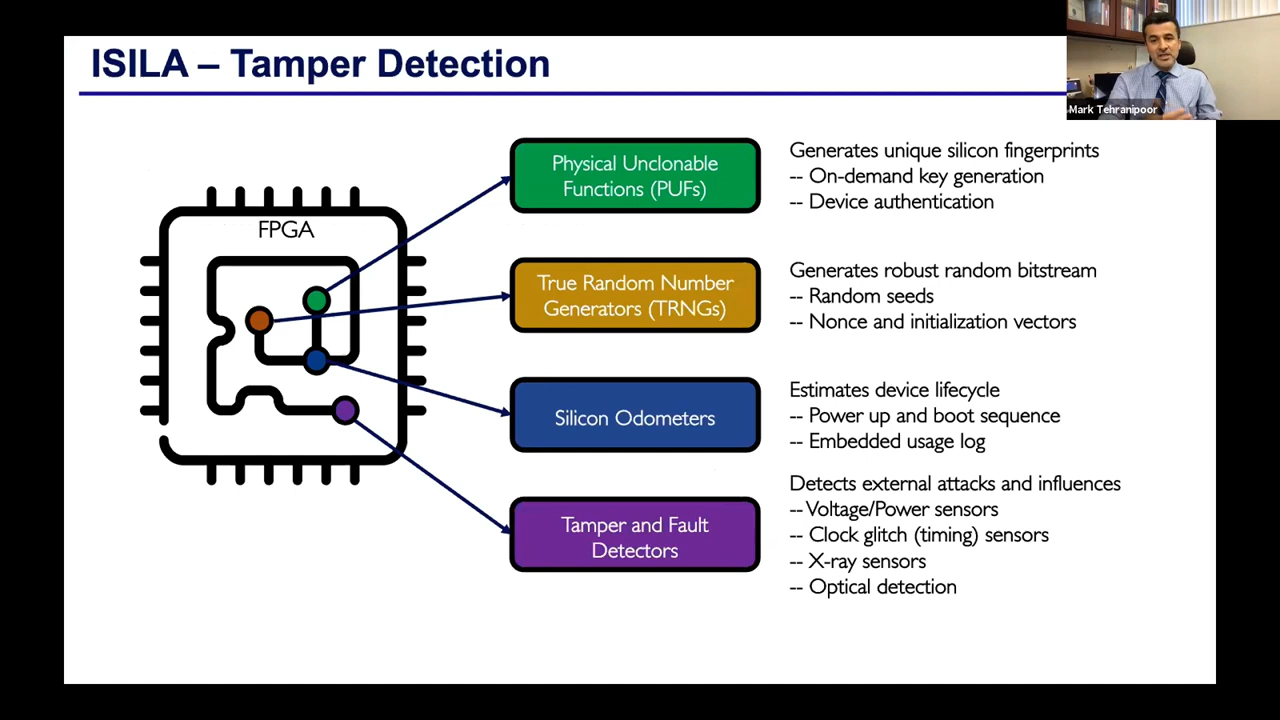 ISILA – Tamper Detection
Mark Tehranipoor
FPGA
Physical Unclonable
Functions (PUFs)
Generates unique silicon fingerprints
-- On-demand key generation
-- Device authentication
True Random Number
Generators (TRNGs)
Generates robust random bitstream
-- Random seeds
-- Nonce and initialization vectors
Silicon Odometers
Estimates device lifecycle
-- Power up and boot sequence
-- Embedded usage log
Tamper and Fault
Detectors
Detects external attacks and influences
-- Voltage/Power sensors
-- Clock glitch (timing) sensors
-- X-ray sensors
-- Optical detection